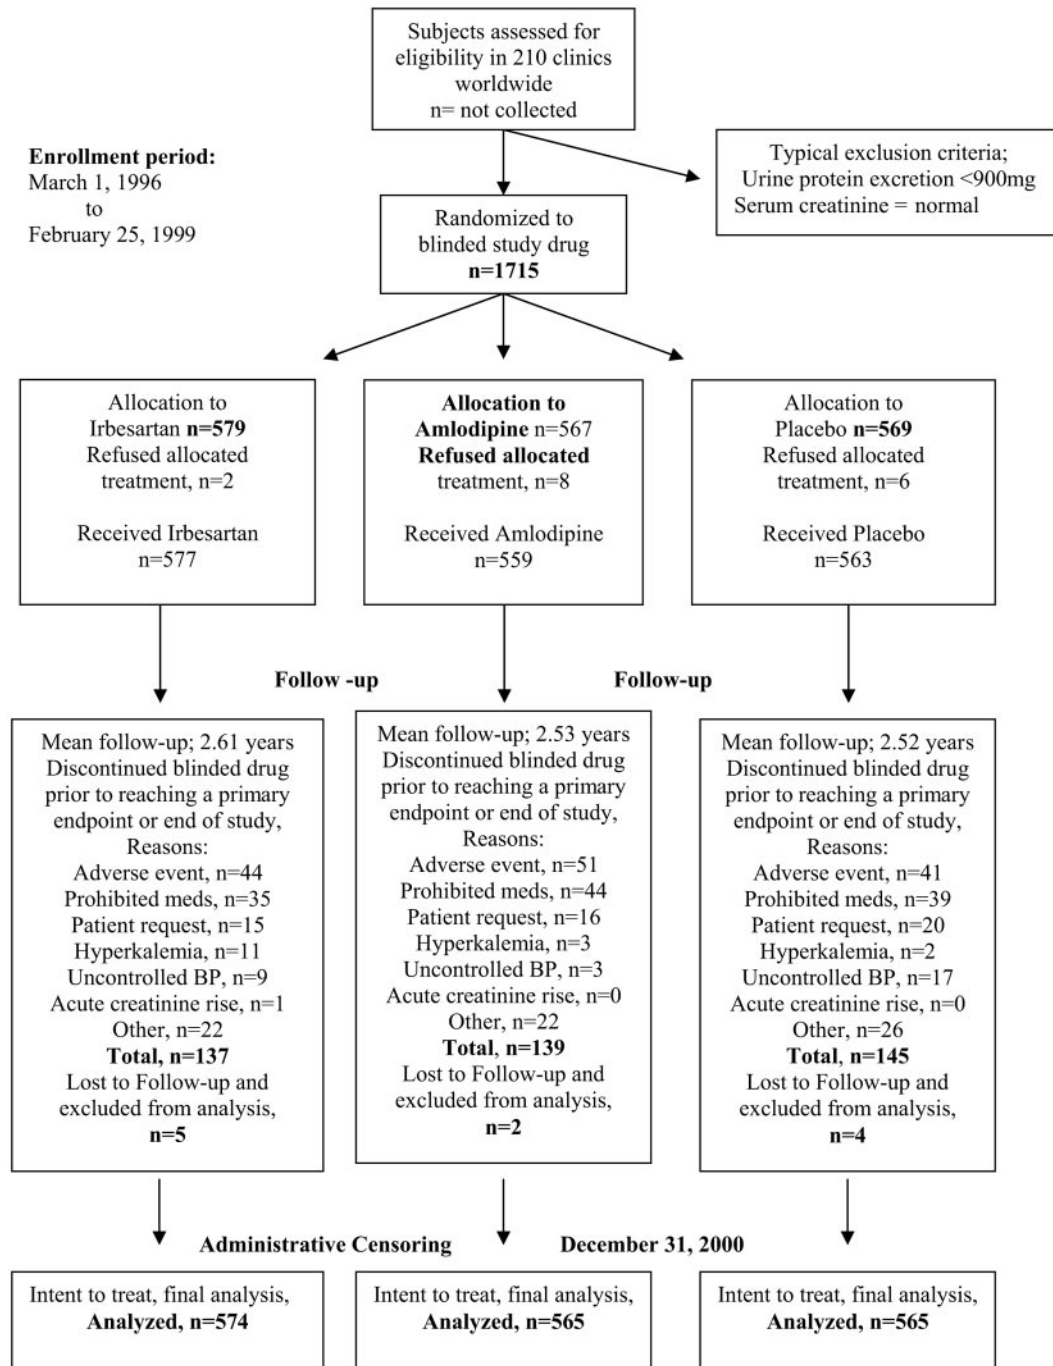 Subjects assessed for
eligibility in 210 clinics
worldwide
n= not collected
Enrollment period:
March 1, 1996
to
February 25, 1999
Typical exclusion criteria;
Urine protein excretion <900mg
Serum creatinine = normal
Randomized to
blinded study drug
n=1715
Allocation to
Irbesartan n=579
Refused allocated
treatment, n=2
Received Irbesartan
n=577
Allocation to
Amlodipine n=567
Refused allocated
treatment, n=8
Received Amlodipine
n=559
Allocation to
Placebo n=569
Refused allocated
treatment, n=6
Received Placebo
n=563
Follow -up
Follow-up
Mean follow-up; 2.61 years
Discontinued blinded drug
prior to reaching a primary
endpoint or end of study,
Reasons:
Adverse event, n=44
Prohibited meds, n=35
Patient request, n=15
Hyperkalemia, n=11
Uncontrolled BP, n=9
Acute creatinine rise, n=1
Other, n=22
Total, n=137
Lost to Follow-up and
excluded from analysis,
n=5
Mean follow-up; 2.53 years
Discontinued blinded drug
prior to reaching a primary
endpoint or end of study,
Reasons:
Adverse event, n=51
Prohibited meds, n=44
Patient request, n=16
Hyperkalemia, n=3
Uncontrolled BP, n=3
Acute creatinine rise, n=0
Other, n=22
Total, n=139
Lost to Follow-up and
excluded from analysis,
n=2
Mean follow-up; 2.52 years
Discontinued blinded drug
prior to reaching a primary
endpoint or end of study,
Reasons:
Adverse event, n=41
Prohibited meds, n=39
Patient request, n=20
Hyperkalemia, n=2
Uncontrolled BP, n=17
Acute creatinine rise, n=0
Other, n=26
Total, n=145
Lost to Follow-up and
excluded from analysis,
n=4
Administrative Censoring
December 31, 2000
Intent to treat, final analysis,
Analyzed, n=574
Intent to treat, final analysis,
Analyzed, n=565
Intent to treat, final analysis,
Analyzed, n=565